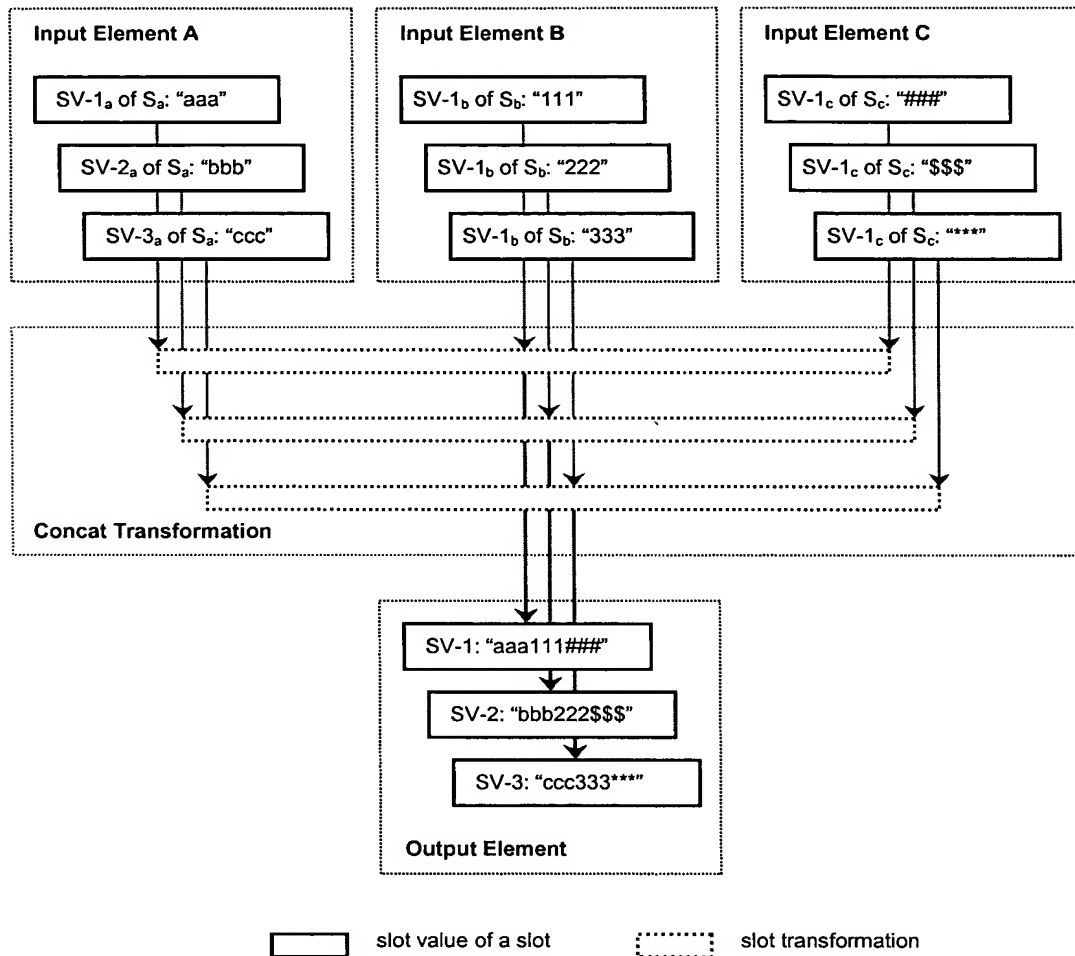 Input Element A
SV-1a of Sa: “aaa”
SV-2a of Sa: “bbb”
SV-3a of Sa: “ccc”
Input Element B
SV-1b of Sb: “111”
SV-1b of Sb: “222”
SV-1b of Sb: “333”
Input Element C
SV-1c of Sc: “###”
SV-1c of Sc: “$$$”
SV-1c of Sc: “***”
Concat Transformation
SV-1: “aaa111###”
SV-2: “bbb222$$$”
SV-3: “ccc333***”
Output Element
slot value of a slot
slot transformation